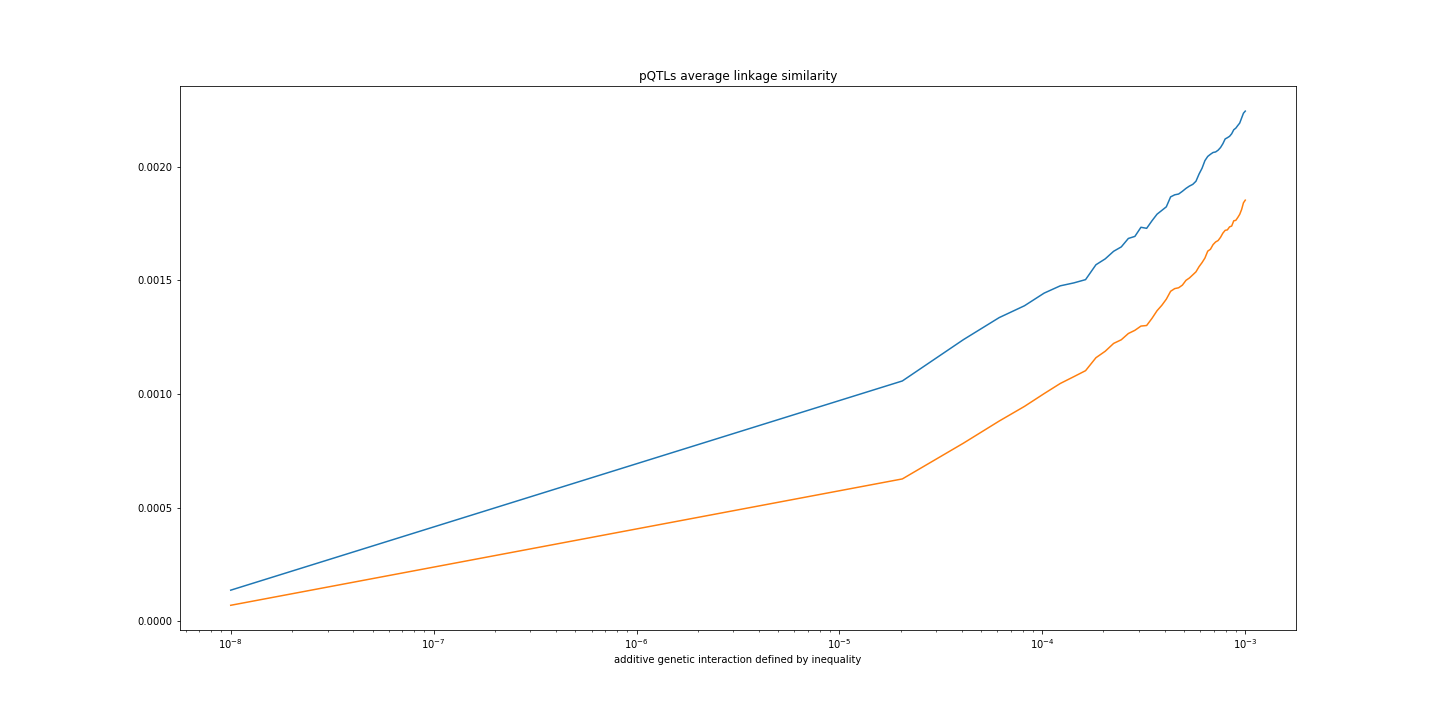 pQTLs average linkage similarity
0.0020
0.0015
0.0010
0.0005
0.0000
10⁻⁸ 10⁻⁷ 10⁻⁶ 10⁻⁵ 10⁻⁴ 10⁻³
additive genetic interaction defined by inequality